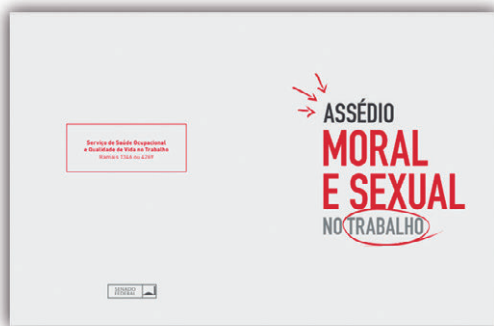 Serviço de Saúde Ocupacional
e Qualidade de Vida no Trabalho
SENADO
FEDERAL
ASSÉDIO
MORAL
E SEXUAL
NO TRABALHO